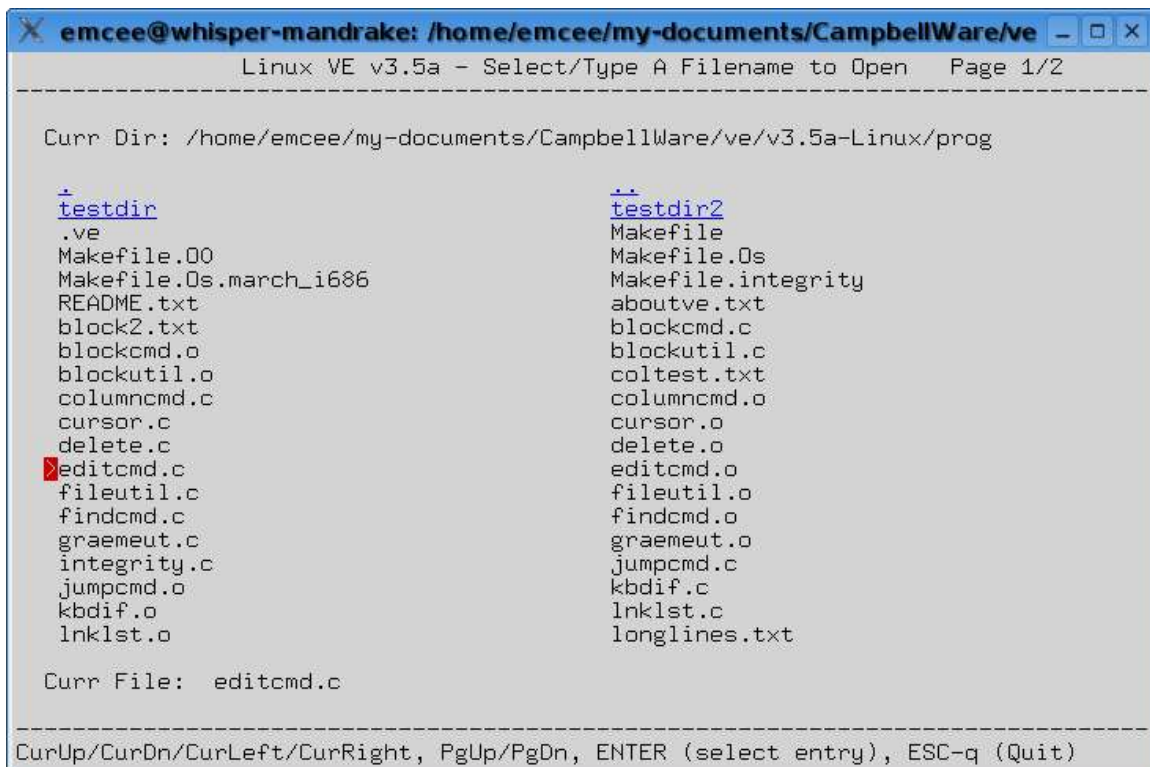 emcee@whisper-mandrake: /home/emcee/my-documents/CampbellWare/ve
Linux VE v3.5a - Select/Type A Filename to Open Page 1/2
--------------------------------------------------------------------------------
Curr Dir: /home/emcee/my-documents/CampbellWare/ve/v3.5a-Linux/prog
. ..
testdir testdir2
.ve Makefile
Makefile.O0 Makefile.Os
Makefile.Os.march_i686 Makefile.integrity
README.txt aboutve.txt
block2.txt blockcmd.c
blockcmd.o blockutil.c
blockutil.o coltest.txt
columncmd.c columncmd.o
cursor.c cursor.o
delete.c delete.o
>editcmd.c editcmd.o
fileutil.c fileutil.o
findcmd.c findcmd.o
graemeut.c graemeut.o
integrity.c jumpcmd.c
jumpcmd.o kbdif.c
kbdif.o lnklst.c
lnklst.o longlines.txt
Curr File: editcmd.c
--------------------------------------------------------------------------------
CurUp/CurDn/CurLeft/CurRight, PgUp/PgDn, ENTER (select entry), ESC-q (Quit)